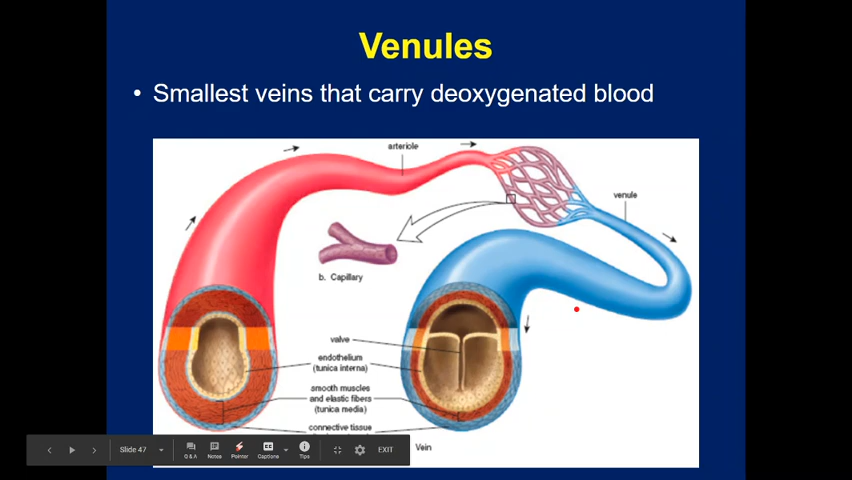 Venules
• Smallest veins that carry deoxygenated blood
arteriole
venule
b. Capillary
valve
endothelium
(tunica interna)
smooth muscles
and elastic fibers
(tunica media)
connective tissue
Vein
Slide 47
Q & A
Notes
Pointer
CC
Captions
Tips
EXIT